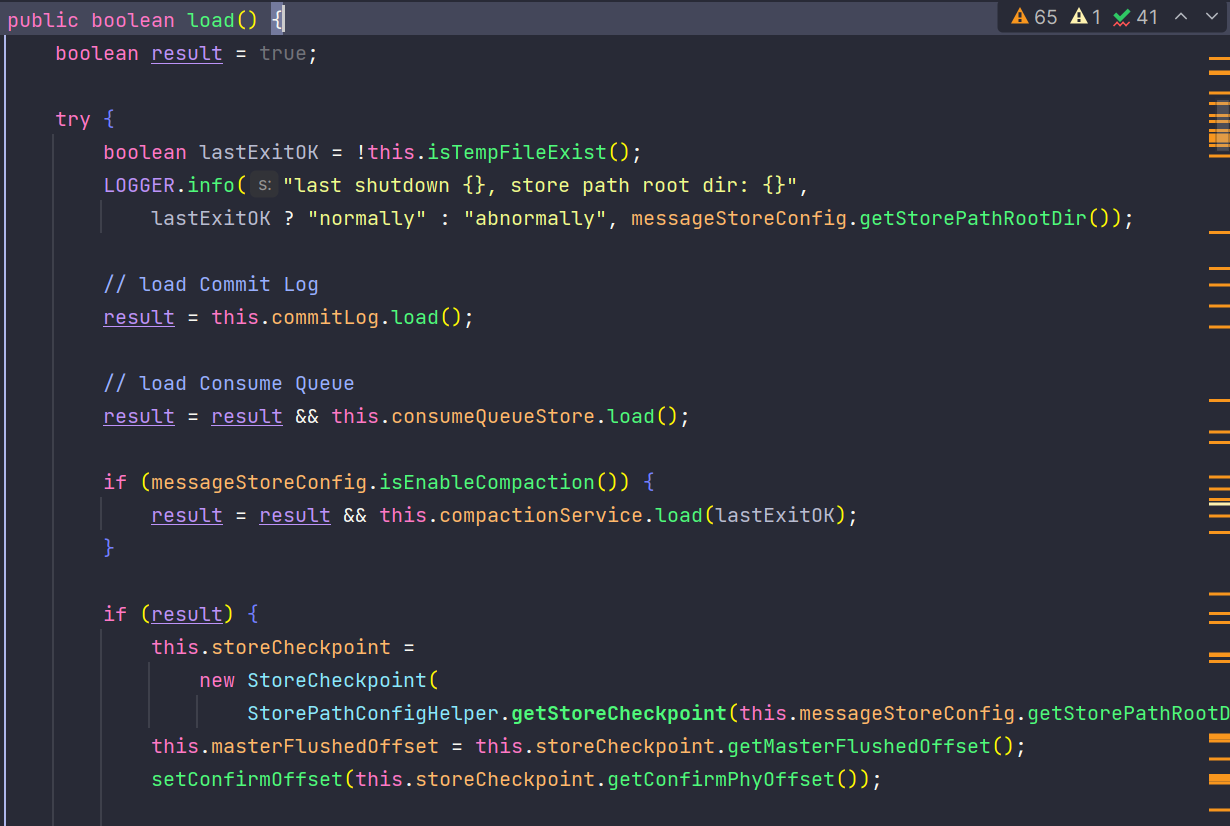 public boolean load() {
65 1 41
boolean result = true;
try {
boolean lastExitOK = !this.isTempFileExist();
LOGGER.info( s: "last shutdown {}, store path root dir: {}",
lastExitOK ? "normally" : "abnormally", messageStoreConfig.getStorePathRootDir());
// load Commit Log
result = this.commitLog.load();
// load Consume Queue
result = result && this.consumeQueueStore.load();
if (messageStoreConfig.isEnableCompaction()) {
result = result && this.compactionService.load(lastExitOK);
}
if (result) {
this.storeCheckpoint =
new StoreCheckpoint(
StorePathConfigHelper.getStoreCheckpoint(this.messageStoreConfig.getStorePathRootD
this.masterFlushedOffset = this.storeCheckpoint.getMasterFlushedOffset();
setConfirmOffset(this.storeCheckpoint.getConfirmPhyOffset());